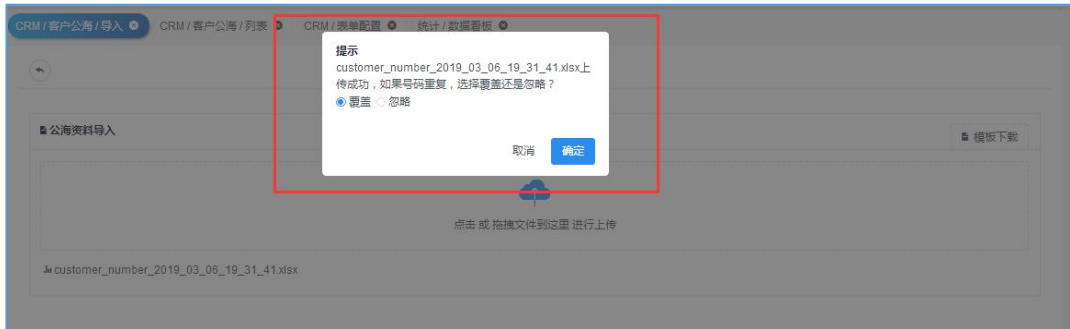 CRM / 客户公海 / 导入
CRM / 客户公海 / 列表
CRM / 表单配置
统计 / 数据看板
提示
customer_number_2019_03_06_19_31_41.xlsx上
传成功，如果号码重复，选择覆盖还是忽略？
覆盖 忽略
取消 确定
公海资料导入
模板下载
点击 或 拖拽文件到这里 进行上传
customer_number_2019_03_06_19_31_41.xlsx